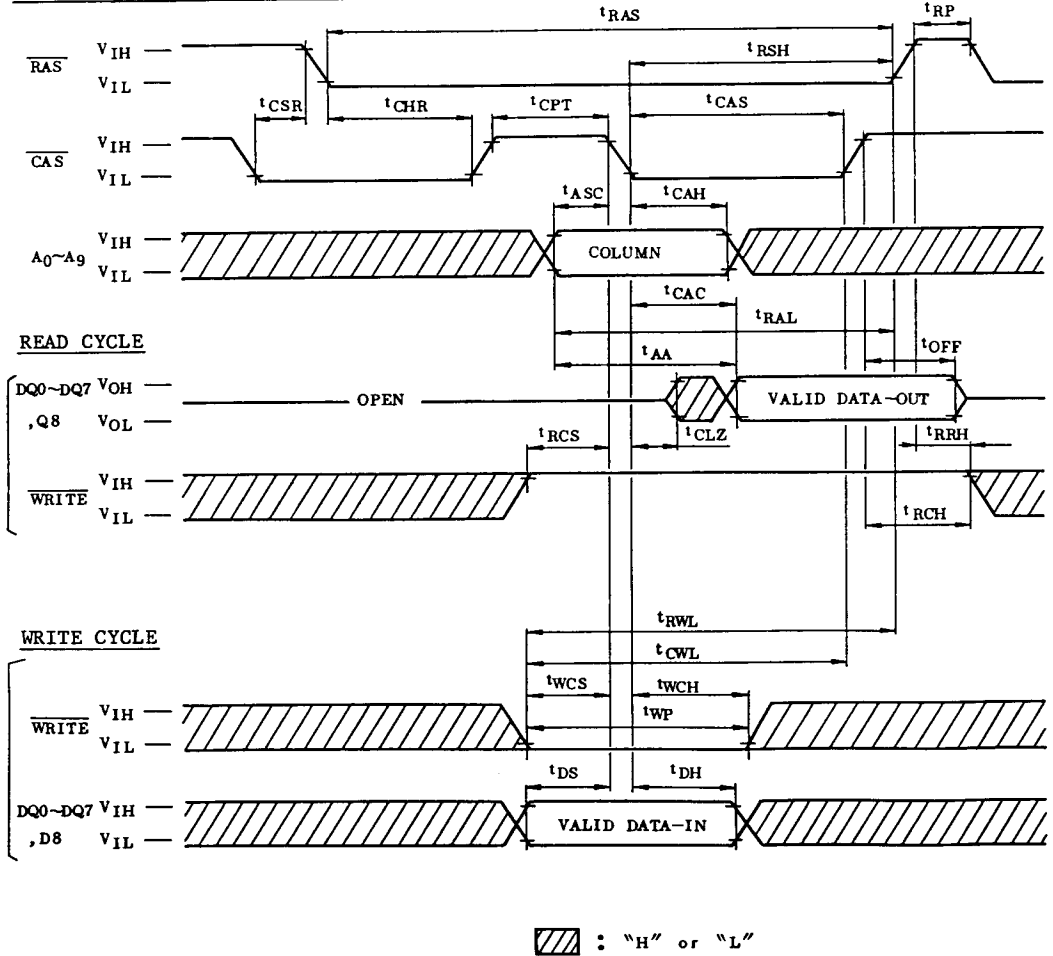 tRAS
tRP
RAS VIH
VIL
tRSH
tCSR
tCHR
tCPT
tCAS
CAS VIH
VIL
tASC
tCAH
A0~A9 VIH
VIL
COLUMN
tCAC
tRAL
READ CYCLE
tAA
tOFF
DQ0~DQ7 VOH
,Q8 VOL
OPEN
VALID DATA-OUT
tRCS
tCLZ
tRRH
WRITE VIH
VIL
tRCH
tRWL
WRITE CYCLE
tCWL
tWCS
tWCH
WRITE VIH
VIL
tWP
tDS
tDH
DQ0~DQ7 VIH
,D8 VIL
VALID DATA-IN
: "H" or "L"